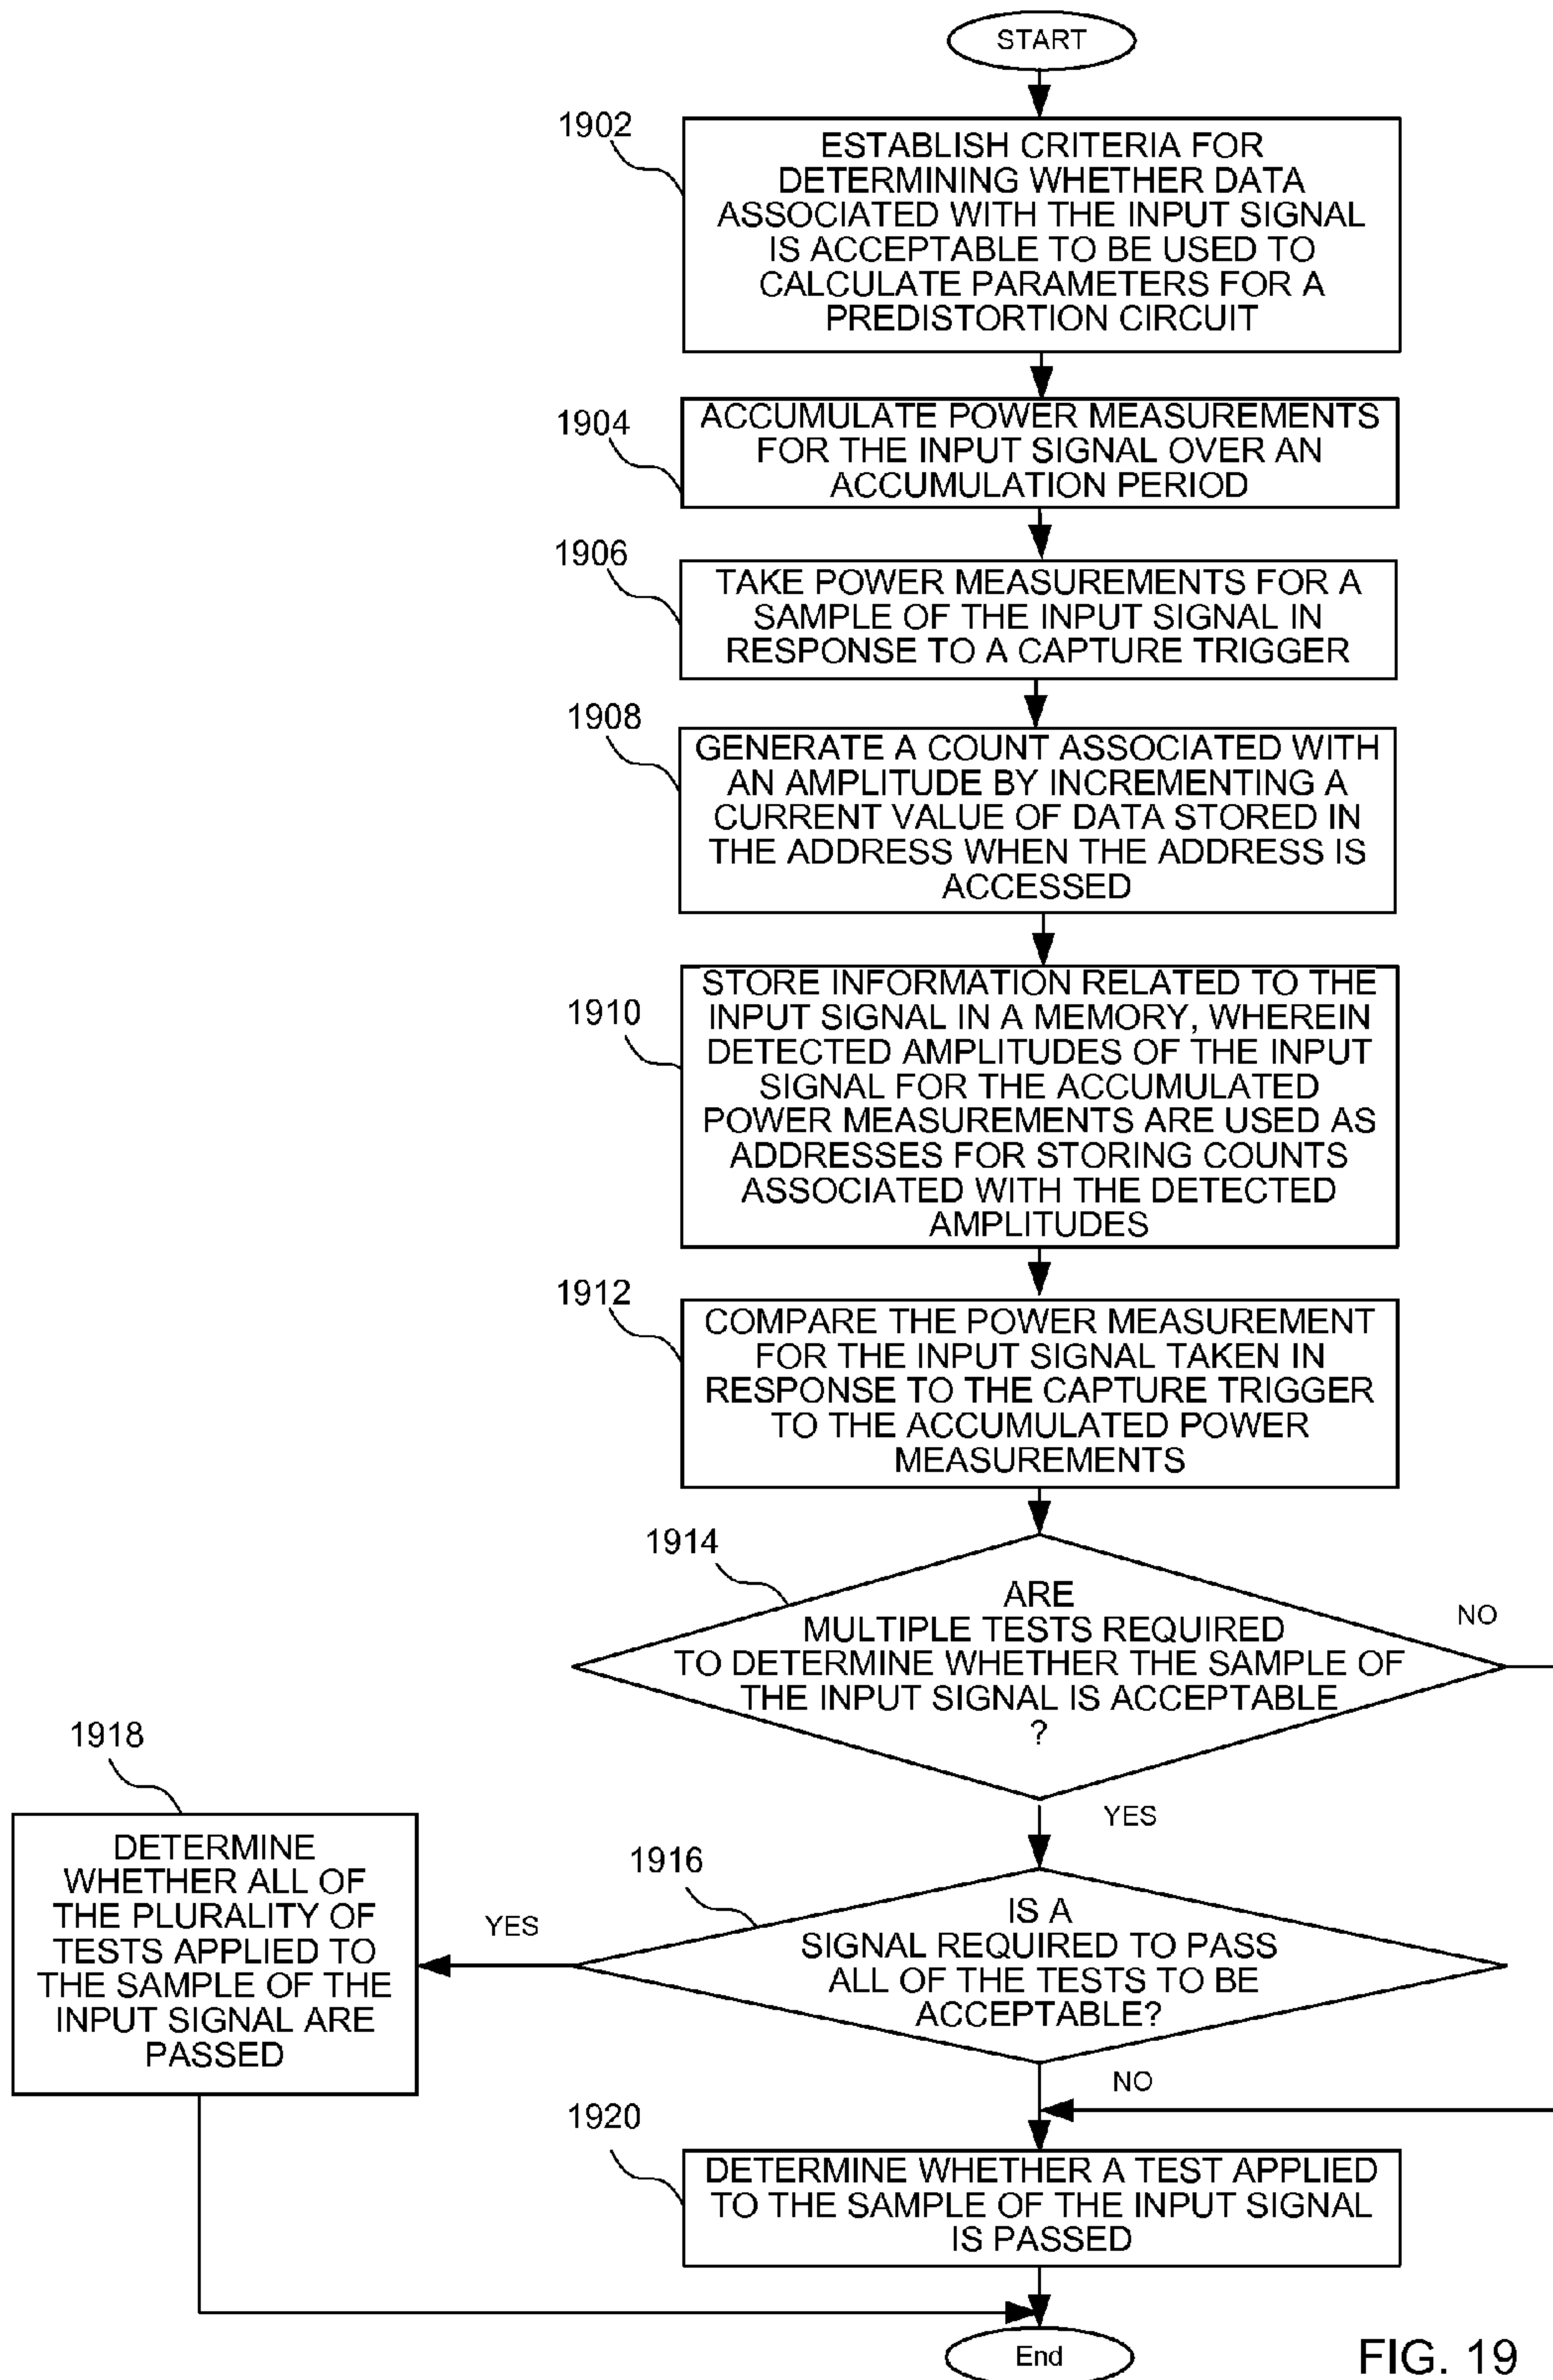 START
1902
ESTABLISH CRITERIA FOR
DETERMINING WHETHER DATA
ASSOCIATED WITH THE INPUT SIGNAL
IS ACCEPTABLE TO BE USED TO
CALCULATE PARAMETERS FOR A
PREDISTORTION CIRCUIT
1904
ACCUMULATE POWER MEASUREMENTS
FOR THE INPUT SIGNAL OVER AN
ACCUMULATION PERIOD
1906
TAKE POWER MEASUREMENTS FOR A
SAMPLE OF THE INPUT SIGNAL IN
RESPONSE TO A CAPTURE TRIGGER
1908
GENERATE A COUNT ASSOCIATED WITH
AN AMPLITUDE BY INCREMENTING A
CURRENT VALUE OF DATA STORED IN
THE ADDRESS WHEN THE ADDRESS IS
ACCESSED
1910
STORE INFORMATION RELATED TO THE
INPUT SIGNAL IN A MEMORY, WHEREIN
DETECTED AMPLITUDES OF THE INPUT
SIGNAL FOR THE ACCUMULATED
POWER MEASUREMENTS ARE USED AS
ADDRESSES FOR STORING COUNTS
ASSOCIATED WITH THE DETECTED
AMPLITUDES
1912
COMPARE THE POWER MEASUREMENT
FOR THE INPUT SIGNAL TAKEN IN
RESPONSE TO THE CAPTURE TRIGGER
TO THE ACCUMULATED POWER
MEASUREMENTS
1914
ARE
MULTIPLE TESTS REQUIRED
TO DETERMINE WHETHER THE SAMPLE OF
THE INPUT SIGNAL IS ACCEPTABLE
?
NO
YES
1916
IS A
SIGNAL REQUIRED TO PASS
ALL OF THE TESTS TO BE
ACCEPTABLE?
YES
NO
1918
DETERMINE
WHETHER ALL OF
THE PLURALITY OF
TESTS APPLIED TO
THE SAMPLE OF THE
INPUT SIGNAL ARE
PASSED
1920
DETERMINE WHETHER A TEST APPLIED
TO THE SAMPLE OF THE INPUT SIGNAL
IS PASSED
End
FIG. 19